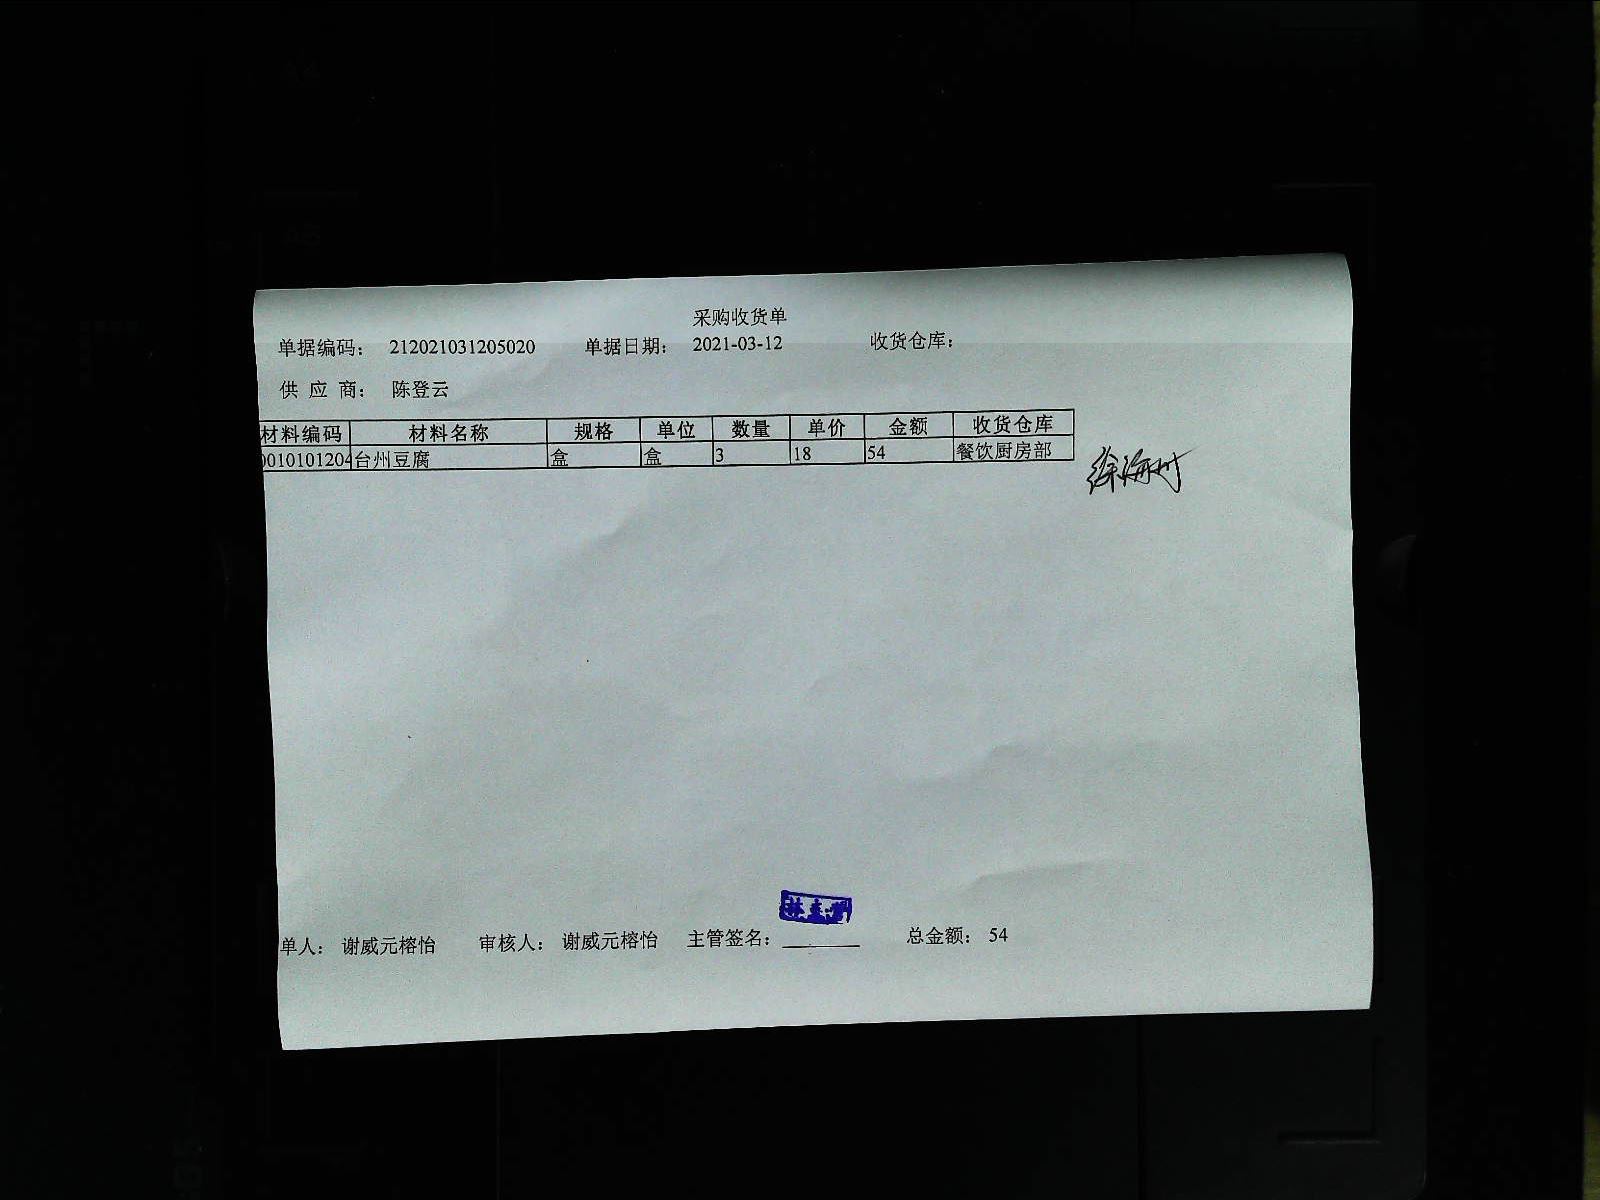 采购收货单
单据编码： 212021031205020 单据日期： 2021-03-12 收货仓库：
供 应 商： 陈登云
材料编码 材料名称 规格 单位 数量 单价 金额 收货仓库
0010101204 台州豆腐 盒 盒 3 18 54 餐饮厨房部
单人： 谢威元榕怡 审核人： 谢威元榕怡 主管签名： 总金额： 54